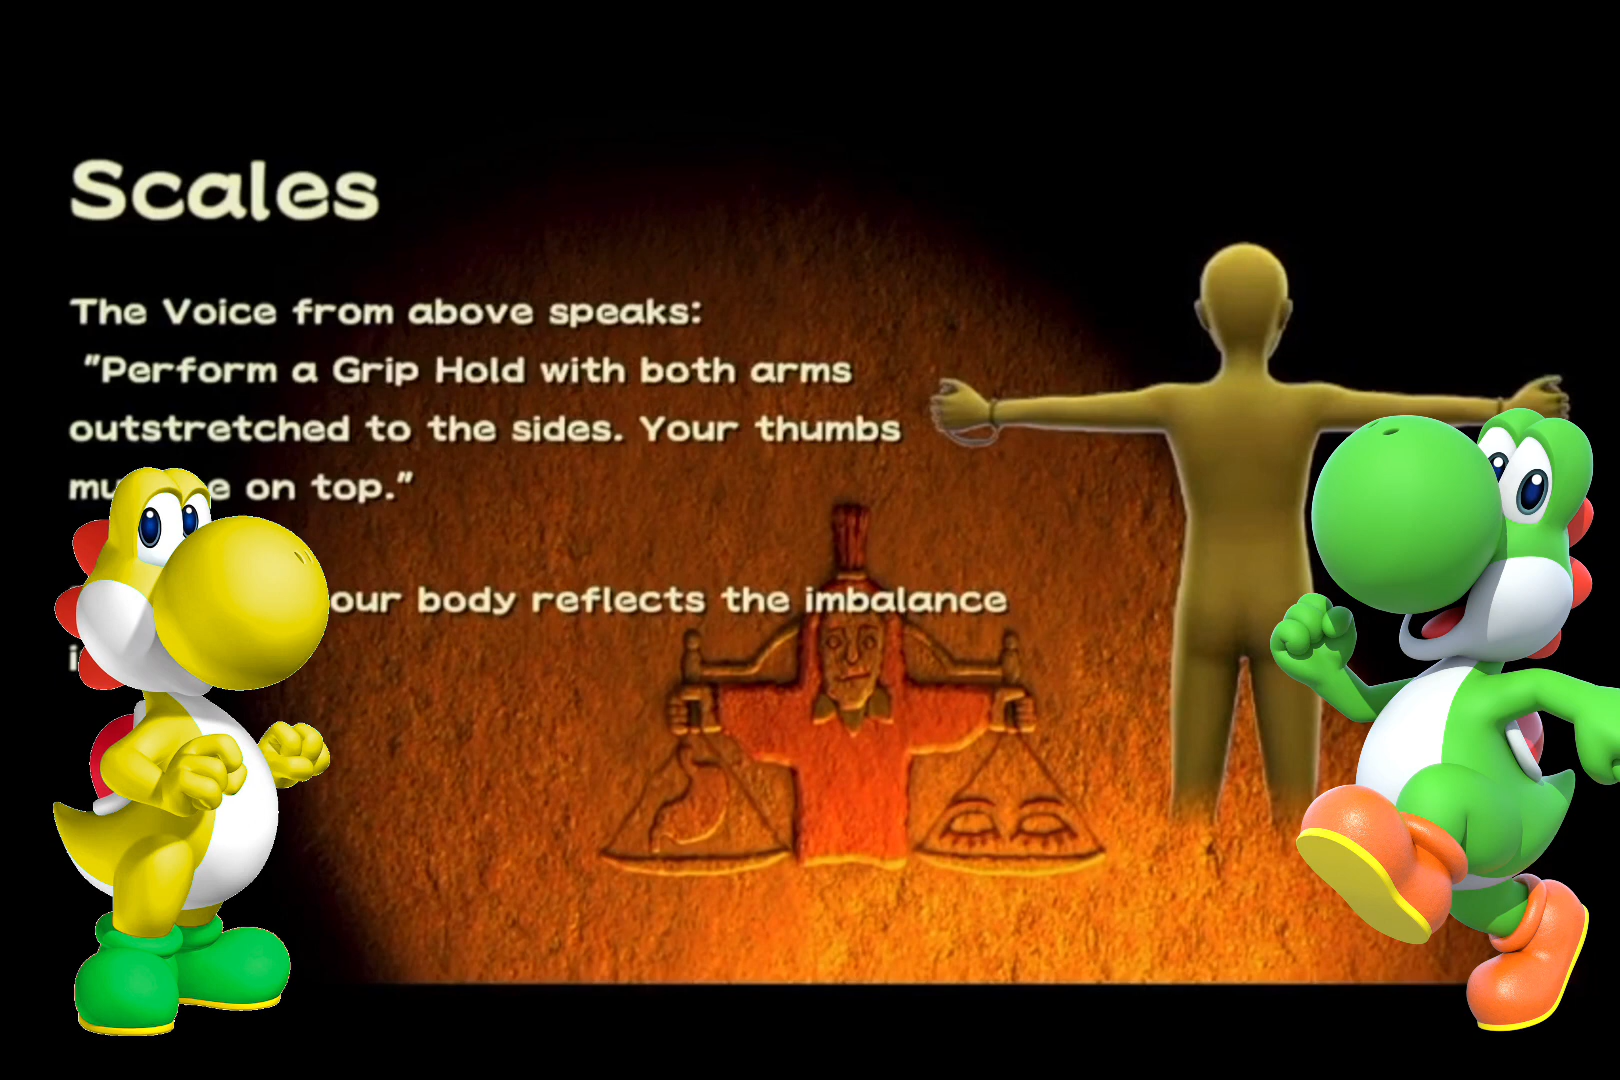 Scales
The Voice from above speaks:
"Perform a Grip Hold with both arms
outstretched to the sides. Your thumbs
on top."
our body reflects the imbalance